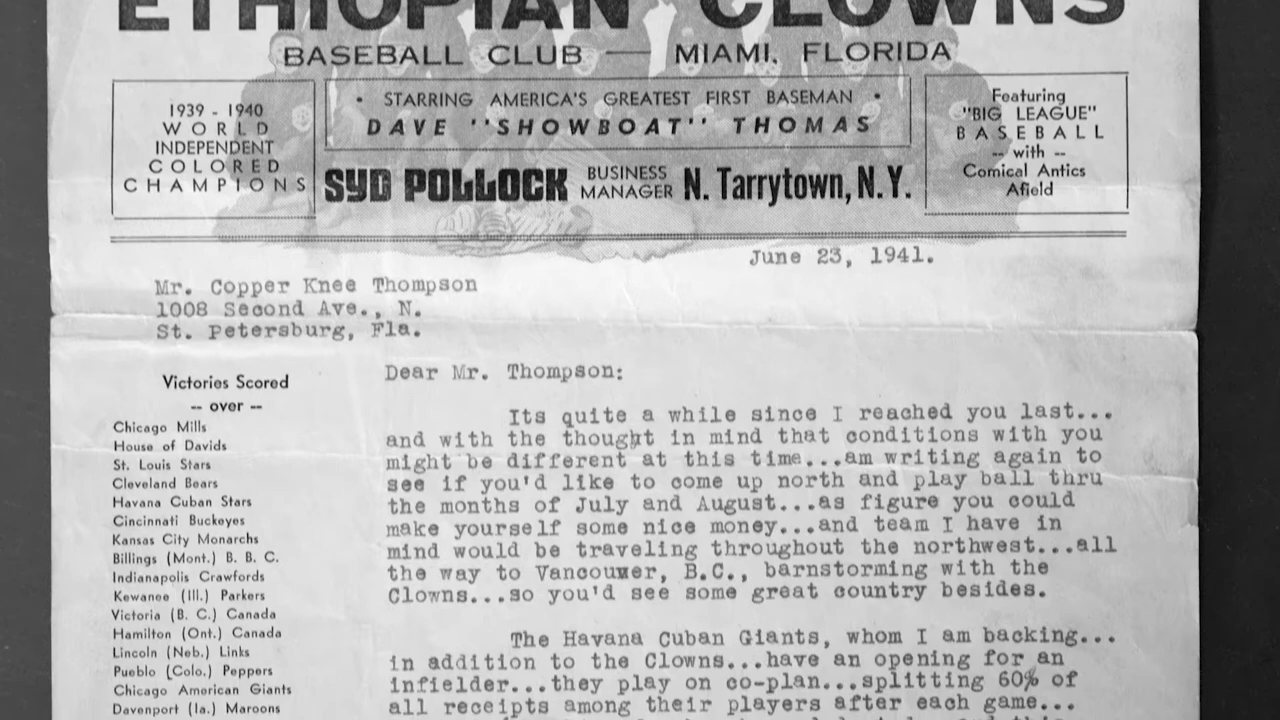 ETHIOPIAN CLOWNS
BASEBALL CLUB — MIAMI, FLORIDA
1939 - 1940
WORLD
INDEPENDENT
COLORED
CHAMPIONS
• STARRING AMERICA'S GREATEST FIRST BASEMAN •
DAVE "SHOWBOAT" THOMAS
SYD POLLOCK BUSINESS MANAGER N. Tarrytown, N.Y.
Featuring
"BIG LEAGUE"
BASEBALL
-- with --
Comical Antics
Afield
June 23, 1941.
Mr. Copper Knee Thompson
1008 Second Ave., N.
St. Petersburg, Fla.
Victories Scored
-- over --
Chicago Mills
House of Davids
St. Louis Stars
Cleveland Bears
Havana Cuban Stars
Cincinnati Buckeyes
Kansas City Monarchs
Billings (Mont.) B. B. C.
Indianapolis Crawfords
Kewanee (Ill.) Parkers
Victoria (B. C.) Canada
Hamilton (Ont.) Canada
Lincoln (Neb.) Links
Pueblo (Colo.) Peppers
Chicago American Giants
Davenport (Ia.) Maroons
Dear Mr. Thompson:
Its quite a while since I reached you last...
and with the thought in mind that conditions with you
might be different at this time...am writing again to
see if you'd like to come up north and play ball thru
the months of July and August...as figure you could
make yourself some nice money...and team I have in
mind would be traveling throughout the northwest...all
the way to Vancouver, B.C., barnstorming with the
Clowns...so you'd see some great country besides.
The Havana Cuban Giants, whom I am backing...
in addition to the Clowns...have an opening for an
infielder...they play on co-plan...splitting 60% of
all receipts among their players after each game...